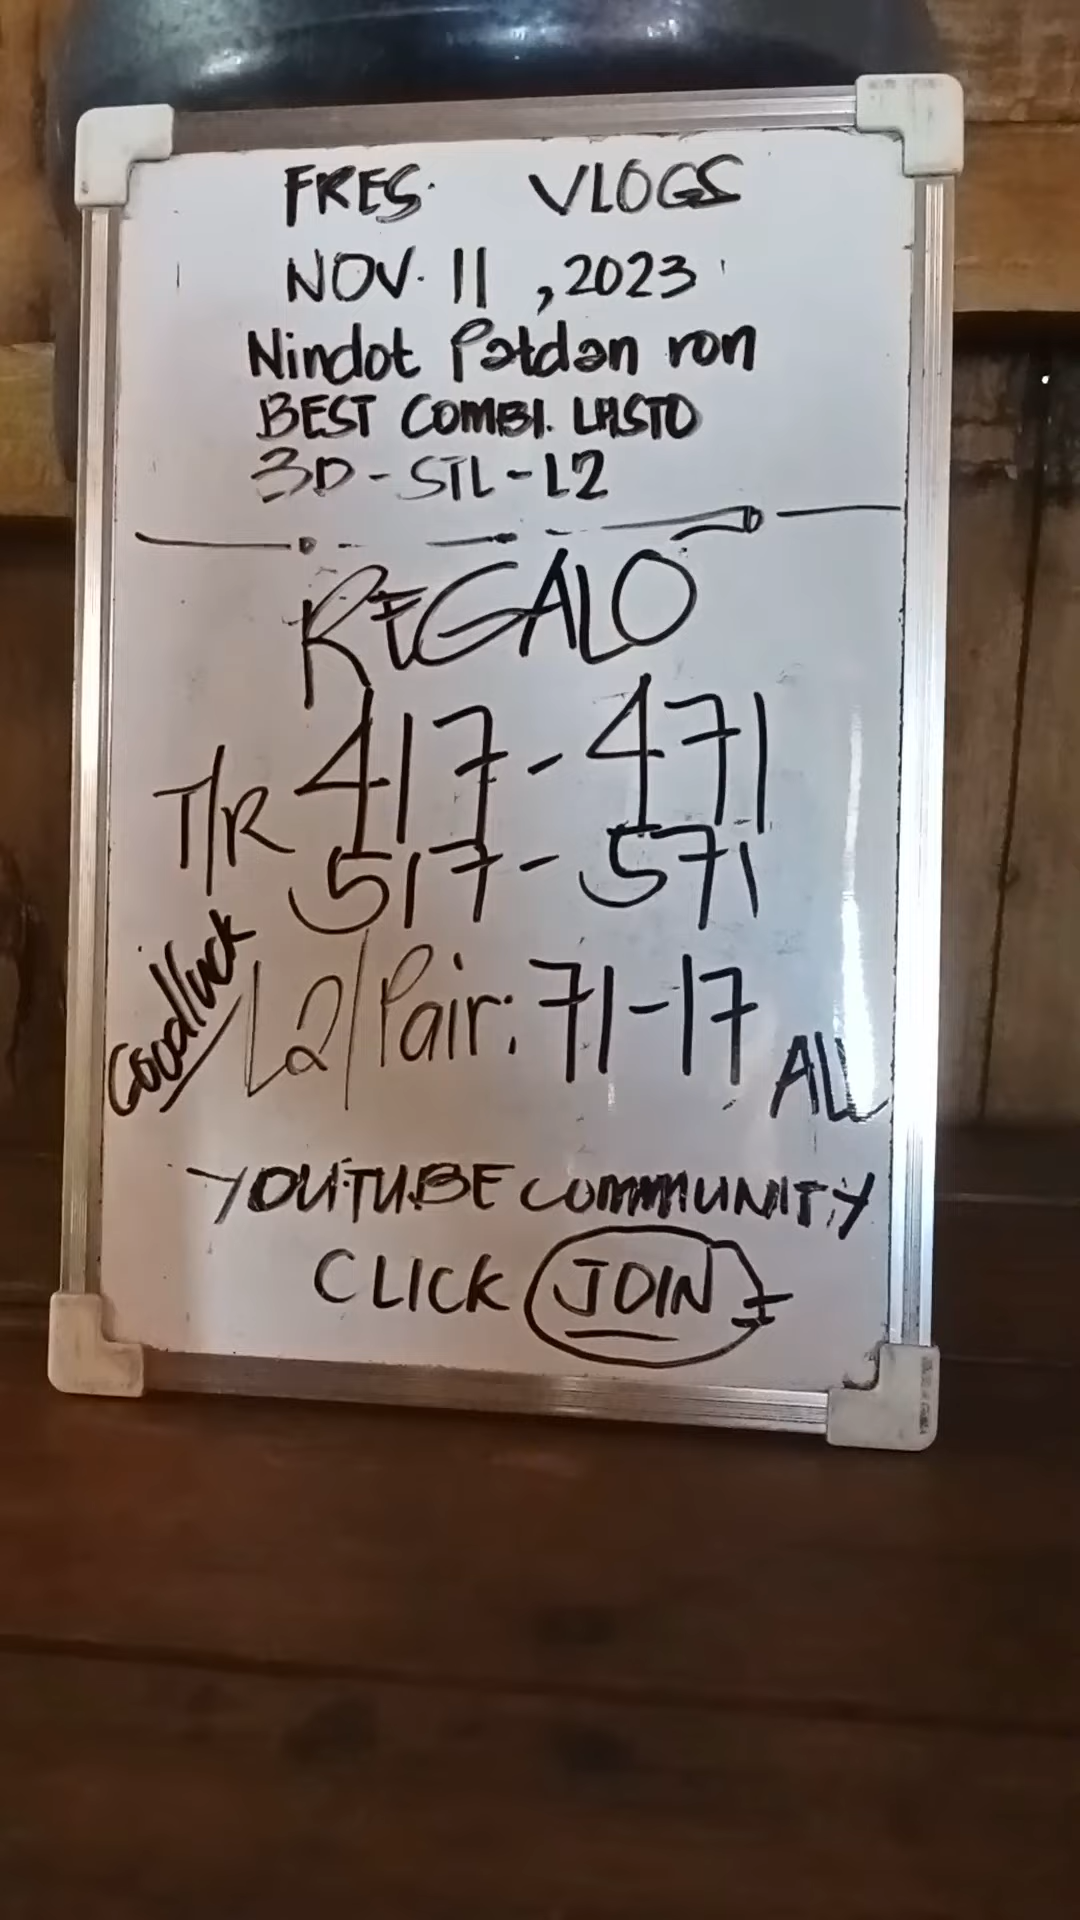 FRES. VLOGS
NOV. 11, 2023
Nindot Patdan ron
BEST COMBI. LHSTO
3D-STL-L2
REGALO
T/R 417-471
517-571
Goodluck
L2/Pair: 71-17 ALL
YOUTUBE COMMUNITY
CLICK JOIN